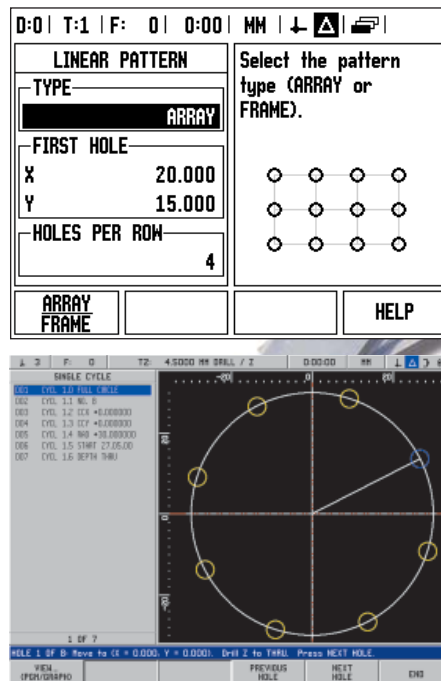 D:0 T:1 F: 0 0:00 MM
LINEAR PATTERN
TYPE
ARRAY
FIRST HOLE
X 20.000
Y 15.000
HOLES PER ROW
4
Select the pattern
type (ARRAY or
FRAME).
ARRAY
FRAME
HELP
3 F: 0 T2: 4.5000 MM DRILL / Z 0:00:00 MM
SINGLE CYCLE
001 CYCL 1.0 FULL CIRCLE
002 CYCL 1.1 NO. 8
003 CYCL 1.2 CCX +0.000000
004 CYCL 1.3 CCY +0.000000
005 CYCL 1.4 RAD +30.000000
006 CYCL 1.5 START 27.05.00
007 CYCL 1.6 DEPTH THRU
1 OF 7
HOLE 1 OF 8: Move to (X = 0.000, Y = 0.000). Drill Z to THRU. Press NEXT HOLE.
VIEW...
(PGM/GRAPH)
PREVIOUS
HOLE
NEXT
HOLE
END